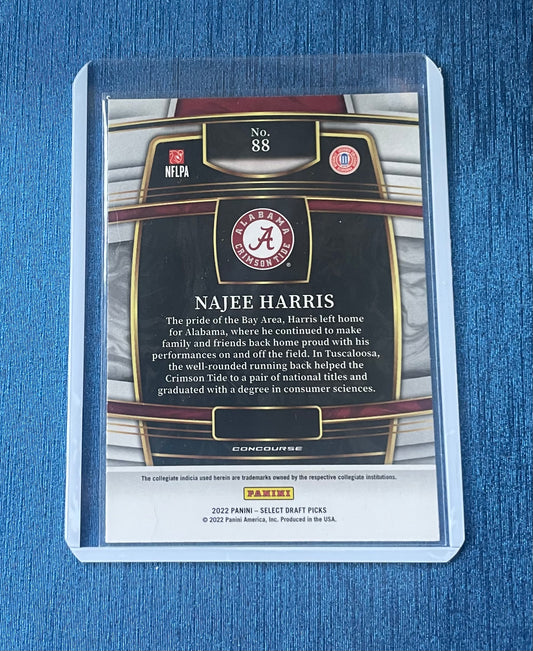 No.
88
NFLPA
ALABAMA
A
CRIMSON TIDE
®
NAJEE HARRIS
The pride of the Bay Area, Harris left home
for Alabama, where he continued to make
family and friends back home proud with his
performances on and off the field. In Tuscaloosa,
the well-rounded running back helped the
Crimson Tide to a pair of national titles and
graduated with a degree in consumer sciences.
CONCOURSE
The collegiate indicia used herein are trademarks owned by the respective collegiate institutions.
PANINI
2022 PANINI – SELECT DRAFT PICKS
© 2022 Panini America, Inc. Produced in the USA.